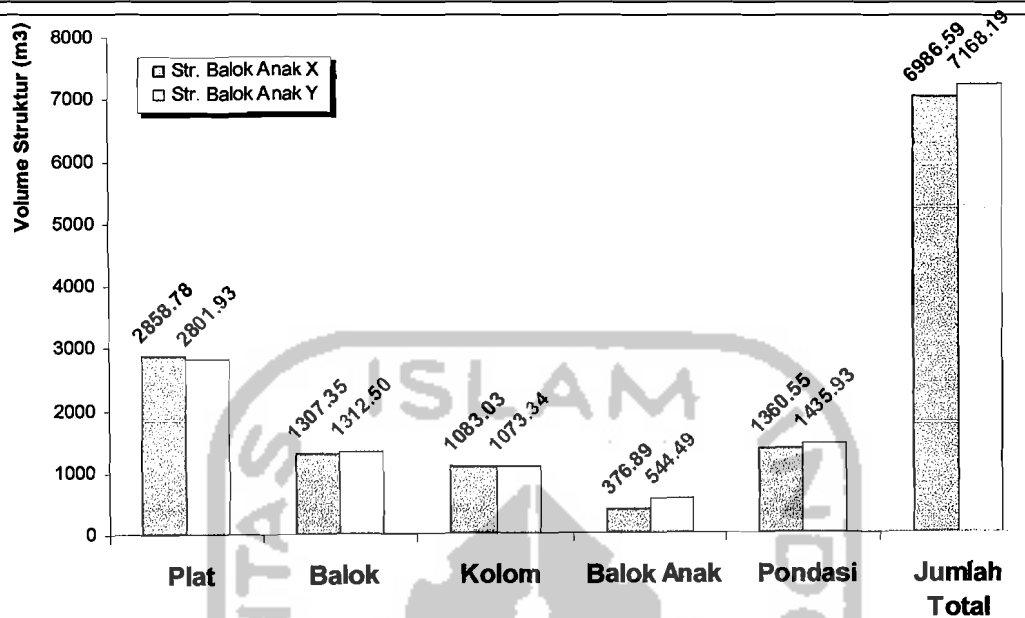 Volume Struktur (m3)
8000
7000
6000
5000
4000
3000
2000
1000
0
Str. Balok Anak X
Str. Balok Anak Y
2858.78
2801.93
1307.35
1312.50
1083.03
1073.34
376.89
544.49
1360.55
1435.93
6986.59
7168.19
Plat
Balok
Kolom
Balok Anak
Pondasi
Jumlah
Total
ISLAM